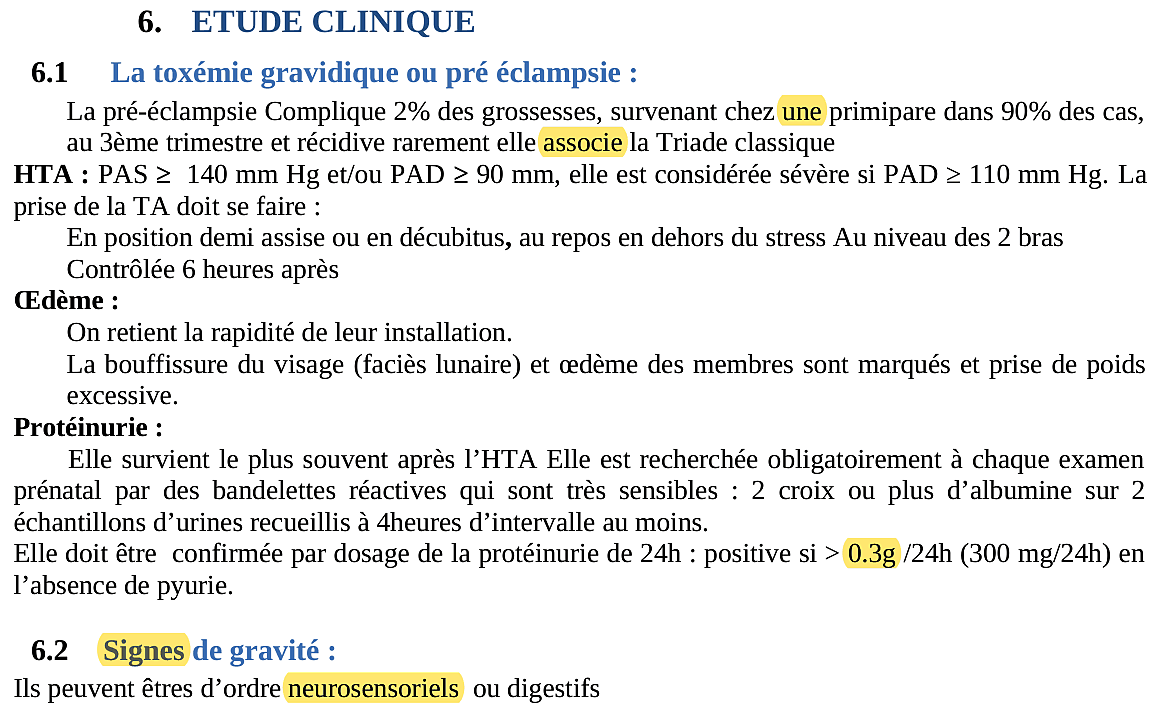 6. ETUDE CLINIQUE
6.1 La toxémie gravidique ou pré éclampsie :
La pré-éclampsie Complique 2% des grossesses, survenant chez une primipare dans 90% des cas,
au 3ème trimestre et récidive rarement elle associe la Triade classique
HTA : PAS ≥ 140 mm Hg et/ou PAD ≥ 90 mm, elle est considérée sévère si PAD ≥ 110 mm Hg. La
prise de la TA doit se faire :
En position demi assise ou en décubitus, au repos en dehors du stress Au niveau des 2 bras
Contrôlée 6 heures après
Œdème :
On retient la rapidité de leur installation.
La bouffissure du visage (faciès lunaire) et œdème des membres sont marqués et prise de poids
excessive.
Protéinurie :
Elle survient le plus souvent après l’HTA Elle est recherchée obligatoirement à chaque examen
prénatal par des bandelettes réactives qui sont très sensibles : 2 croix ou plus d’albumine sur 2
échantillons d’urines recueillis à 4heures d’intervalle au moins.
Elle doit être confirmée par dosage de la protéinurie de 24h : positive si > 0.3g /24h (300 mg/24h) en
l’absence de pyurie.
6.2 Signes de gravité :
Ils peuvent êtres d’ordre neurosensoriels ou digestifs